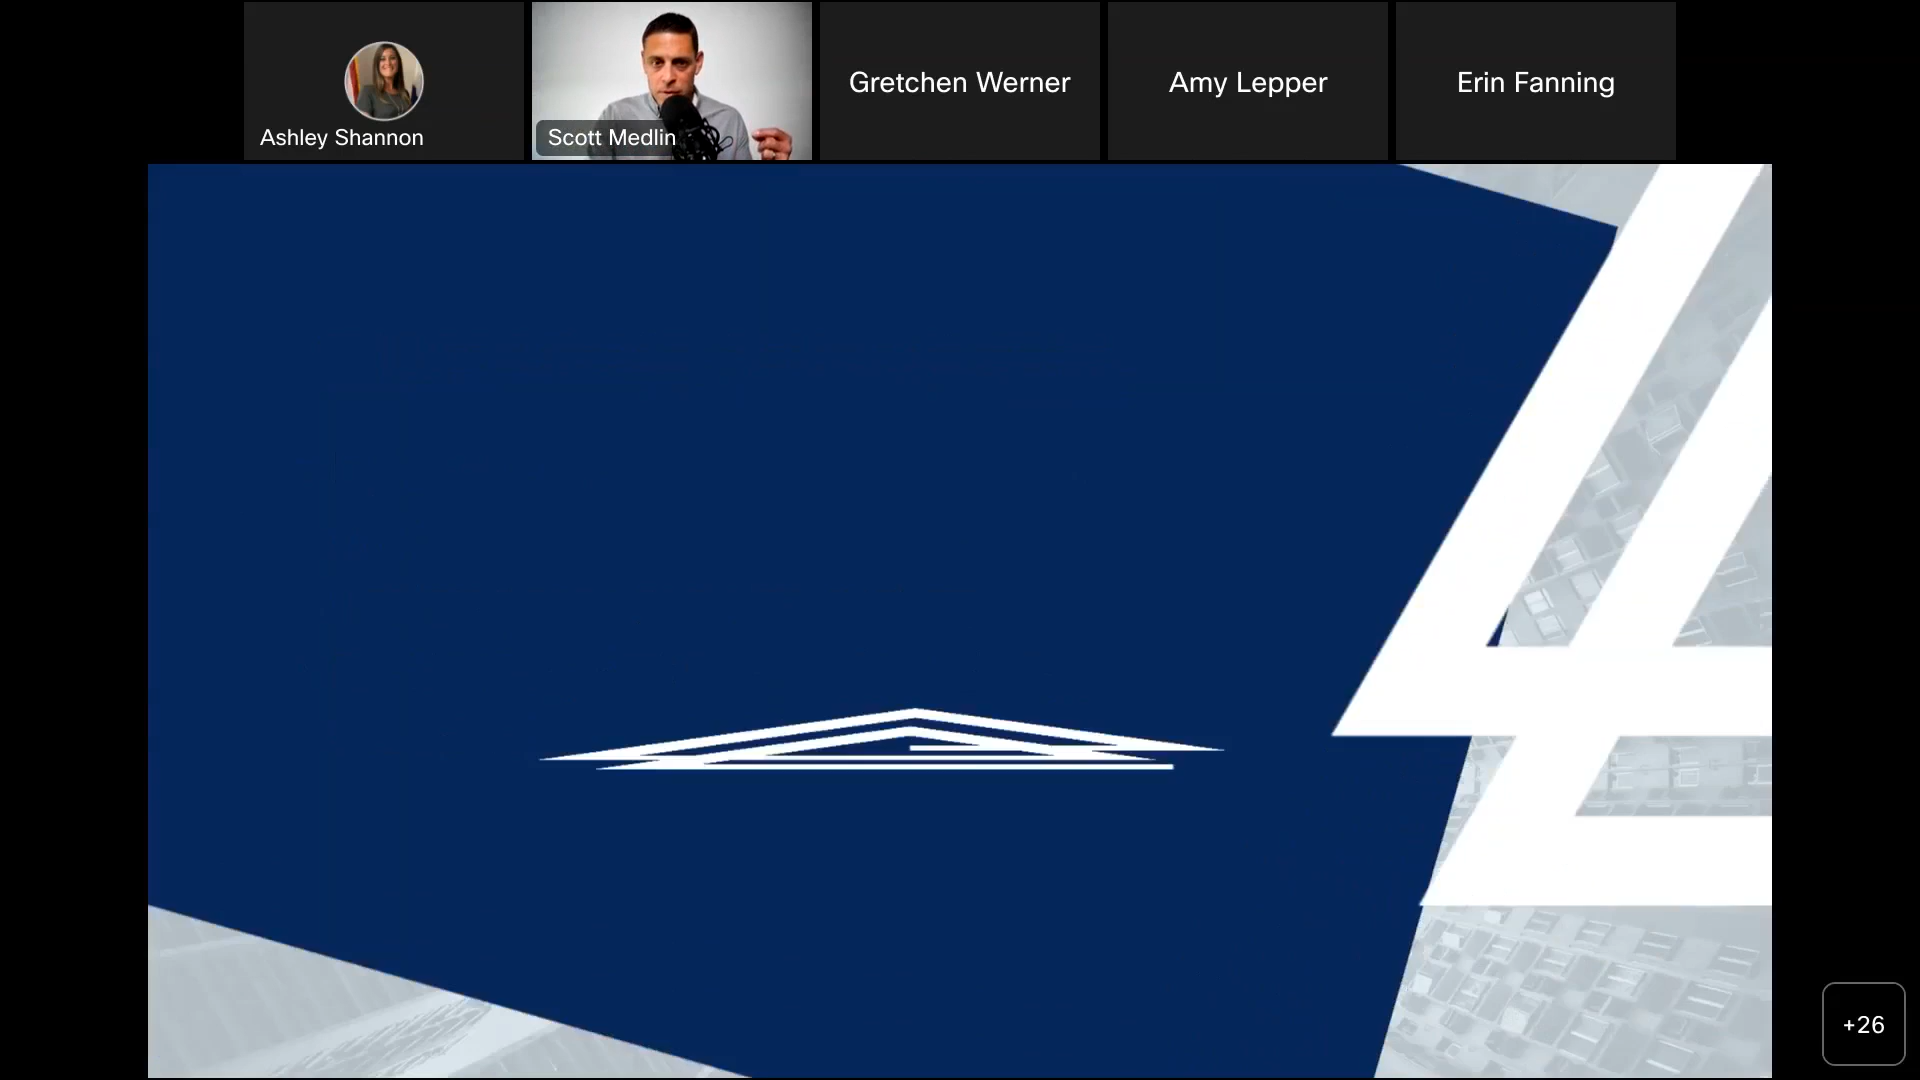 Ashley Shannon
Scott Medlin
Gretchen Werner
Amy Lepper
Erin Fanning
+26